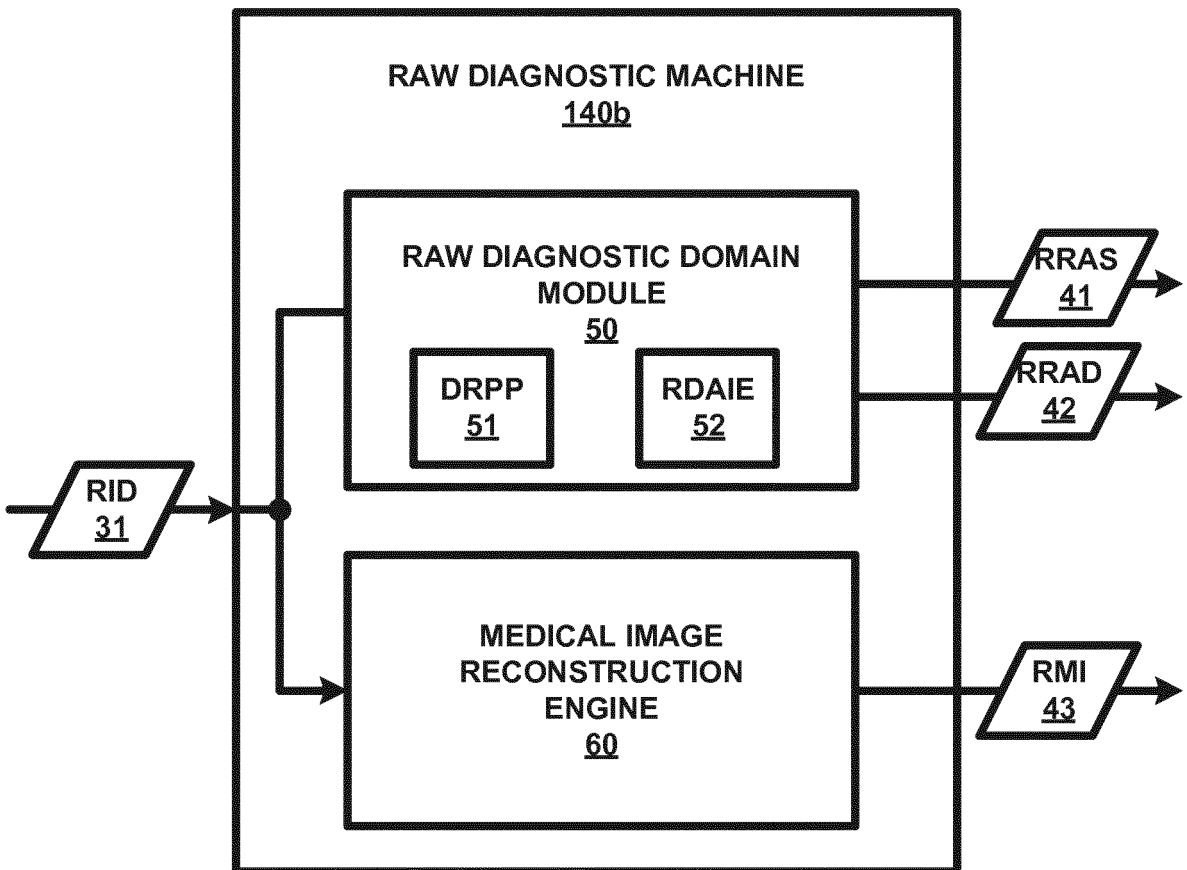 RAW DIAGNOSTIC MACHINE
140b
RAW DIAGNOSTIC DOMAIN
MODULE
50
DRPP
51
RDAIE
52
RRAS
41
RRAD
42
RID
31
MEDICAL IMAGE
RECONSTRUCTION
ENGINE
60
RMI
43